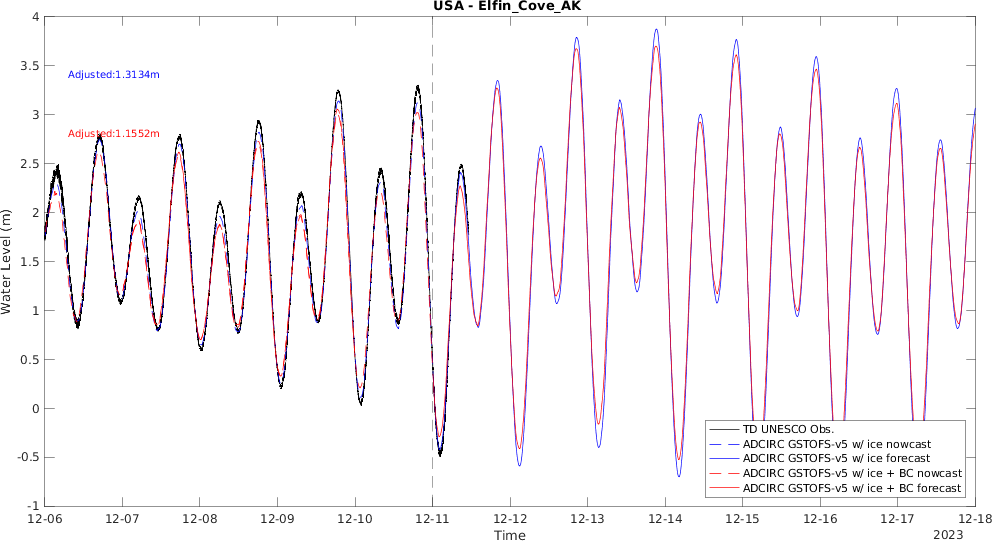 USA - Elfin_Cove_AK
4
3.5
3
2.5
2
1.5
1
0.5
0
-0.5
-1
Water Level (m)
Adjusted:1.3134m
Adjusted:1.1552m
TD UNESCO Obs.
ADCIRC GSTOFS-v5 w/ ice nowcast
ADCIRC GSTOFS-v5 w/ ice forecast
ADCIRC GSTOFS-v5 w/ ice + BC nowcast
ADCIRC GSTOFS-v5 w/ ice + BC forecast
12-06 12-07 12-08 12-09 12-10 12-11 12-12 12-13 12-14 12-15 12-16 12-17 12-18
Time
2023